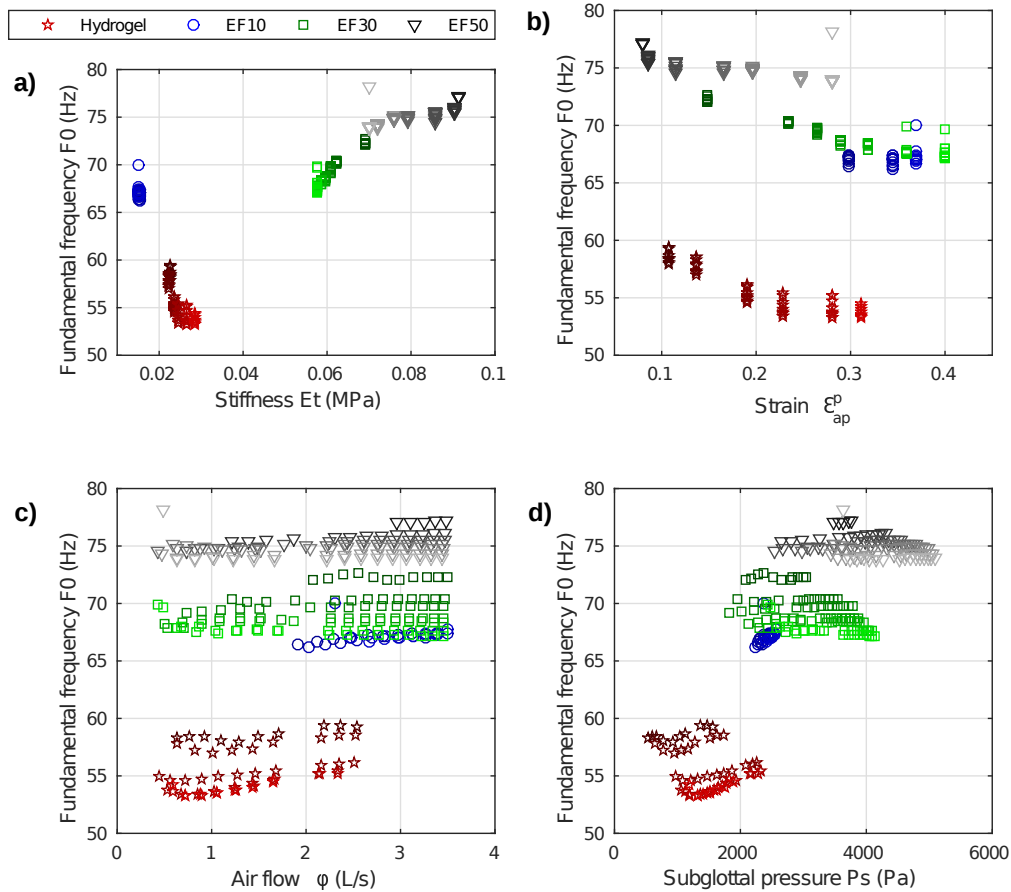 Hydrogel EF10 EF30 EF50
a)
80
75
70
65
60
55
50
Fundamental frequency F0 (Hz)
0.02 0.04 0.06 0.08 0.1
Stiffness Et (MPa)
b)
80
75
70
65
60
55
50
Fundamental frequency F0 (Hz)
0.1 0.2 0.3 0.4
Strain Ɛᵖₐₚ
c)
80
75
70
65
60
55
50
Fundamental frequency F0 (Hz)
0 1 2 3 4
Air flow φ (L/s)
d)
80
75
70
65
60
55
50
Fundamental frequency F0 (Hz)
0 2000 4000 6000
Subglottal pressure Ps (Pa)